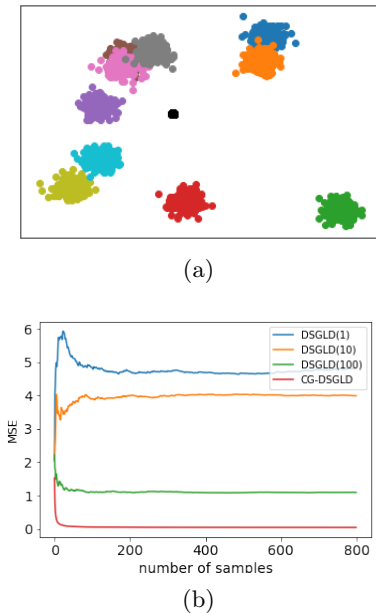 (a)
6
5
4
3
2
1
0
MSE
DSGLD(1)
DSGLD(10)
DSGLD(100)
CG-DSGLD
0 200 400 600 800
number of samples
(b)